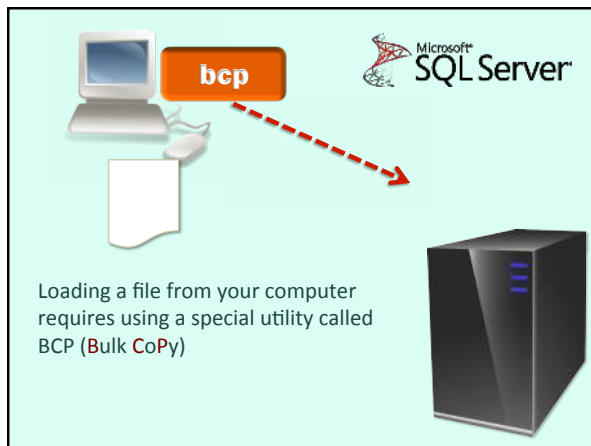 bcp
Microsoft®
SQL Server®
Loading a file from your computer
requires using a special utility called
BCP (Bulk CoPy)